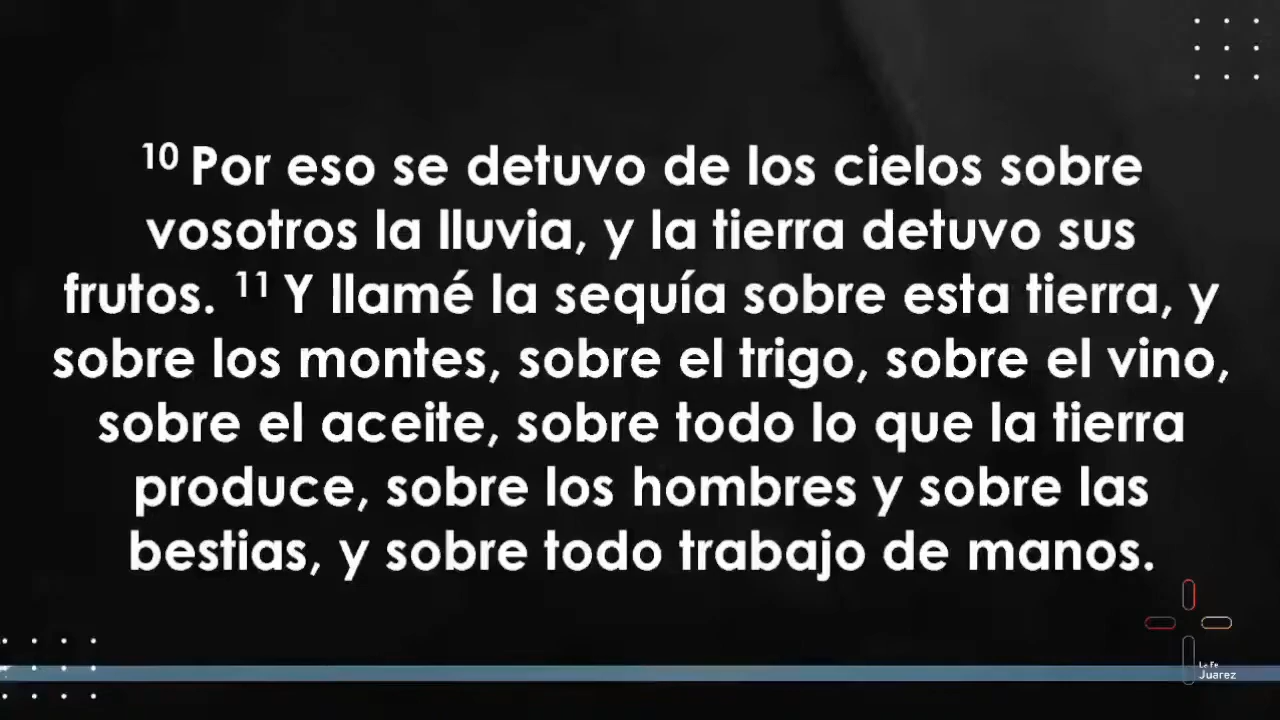 10 Por eso se detuvo de los cielos sobre
vosotros la lluvia, y la tierra detuvo sus
frutos. 11 Y llamé la sequía sobre esta tierra, y
sobre los montes, sobre el trigo, sobre el vino,
sobre el aceite, sobre todo lo que la tierra
produce, sobre los hombres y sobre las
bestias, y sobre todo trabajo de manos.
La Fe
Juarez